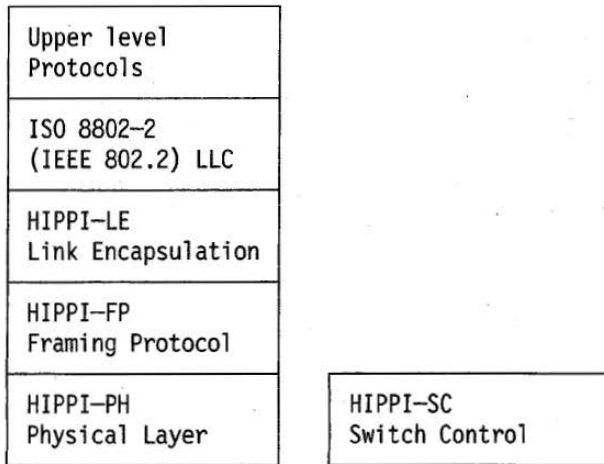 Upper level
Protocols
ISO 8802-2
(IEEE 802.2) LLC
HIPPI-LE
Link Encapsulation
HIPPI-FP
Framing Protocol
HIPPI-PH
Physical Layer
HIPPI-SC
Switch Control